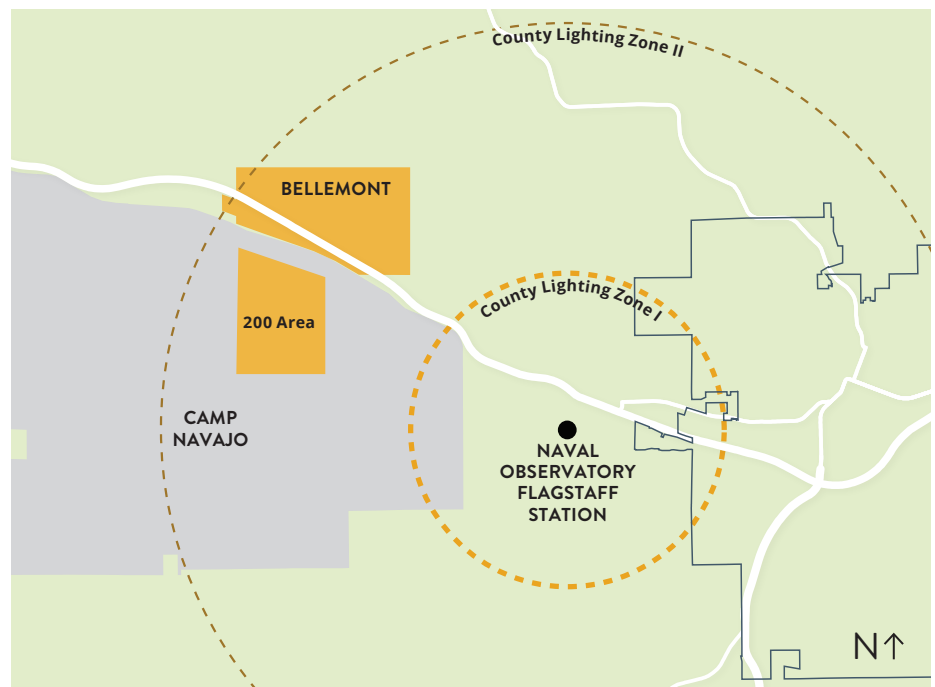 County Lighting Zone II
BELLEMONT
County Lighting Zone I
200 Area
CAMP
NAVAJO
NAVAL
OBSERVATORY
FLAGSTAFF
STATION
N↑